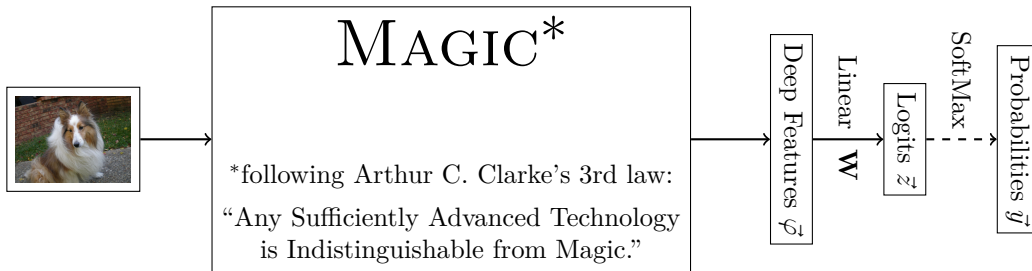 MAGIC*
*following Arthur C. Clarke's 3rd law:
“Any Sufficiently Advanced Technology
is Indistinguishable from Magic.”
Deep Features φ⃗
Linear
W
Logits z⃗
SoftMax
Probabilities y⃗